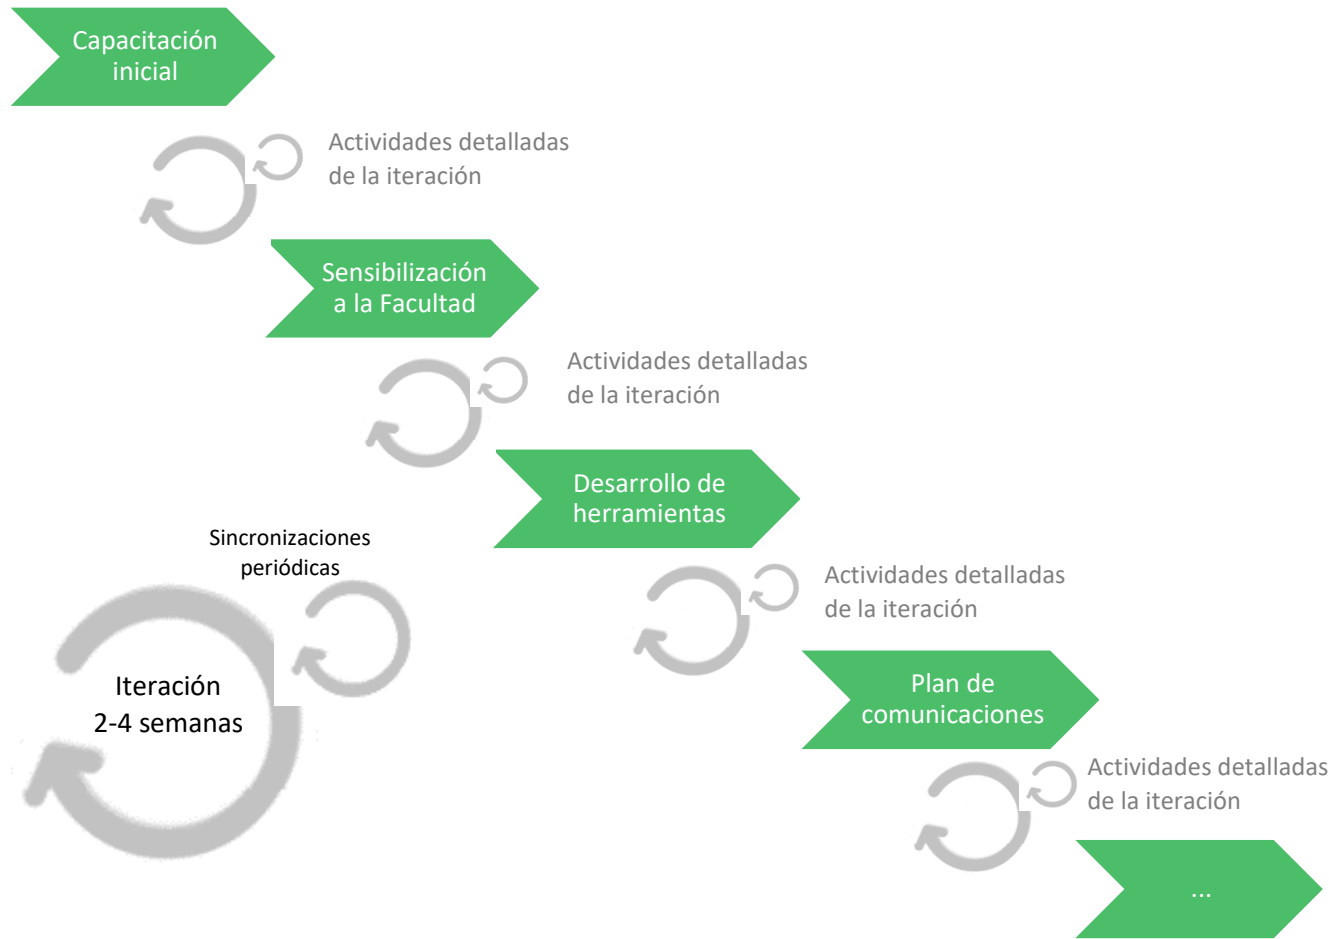 Capacitación
inicial
Actividades detalladas
de la iteración
Sensibilización
a la Facultad
Actividades detalladas
de la iteración
Desarrollo de
herramientas
Sincronizaciones
periódicas
Actividades detalladas
de la iteración
Iteración
2-4 semanas
Plan de
comunicaciones
Actividades detalladas
de la iteración
...